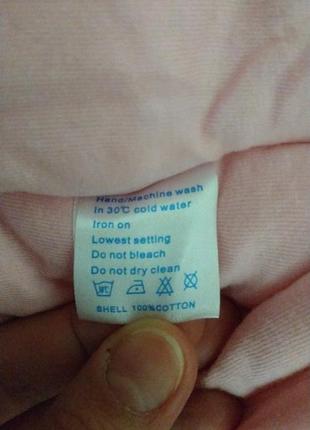 Hand/Machine wash
In 30℃ cold water
Iron on
Lowest setting
Do not bleach
Do not dry clean
SHELL 100%COTTON